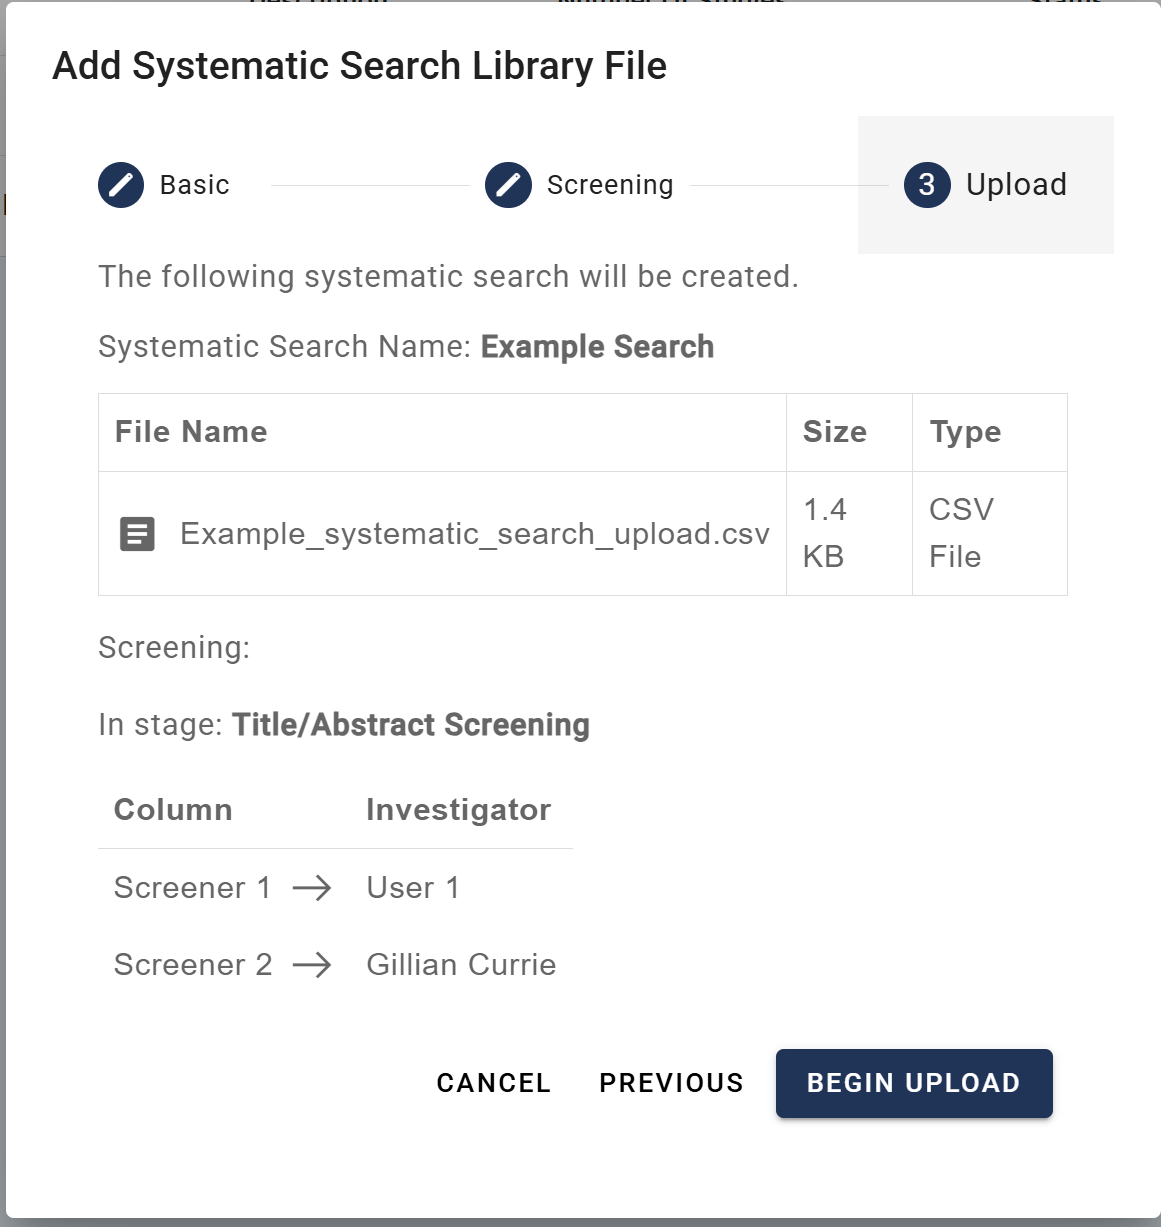 Add Systematic Search Library File
Basic
Screening
3 Upload
The following systematic search will be created.
Systematic Search Name: Example Search
File Name Size Type
Example_systematic_search_upload.csv 1.4 KB CSV File
Screening:
In stage: Title/Abstract Screening
Column Investigator
Screener 1 → User 1
Screener 2 → Gillian Currie
CANCEL PREVIOUS BEGIN UPLOAD